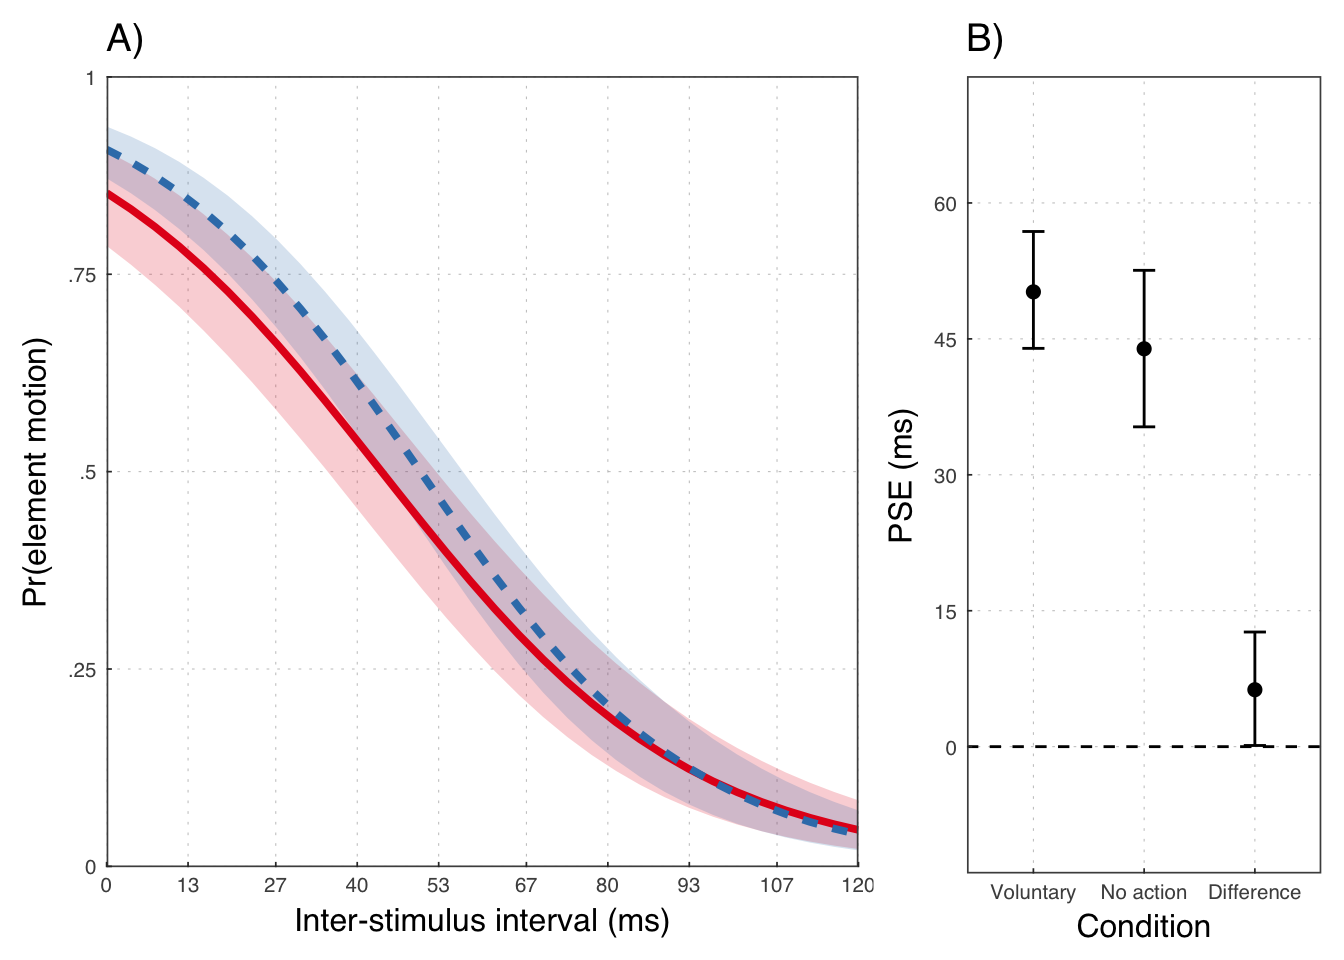 A)
1
.75
.5
.25
0
Pr(element motion)
0 13 27 40 53 67 80 93 107 120
Inter-stimulus interval (ms)
B)
60
45
30
15
0
PSE (ms)
Voluntary No action Difference
Condition